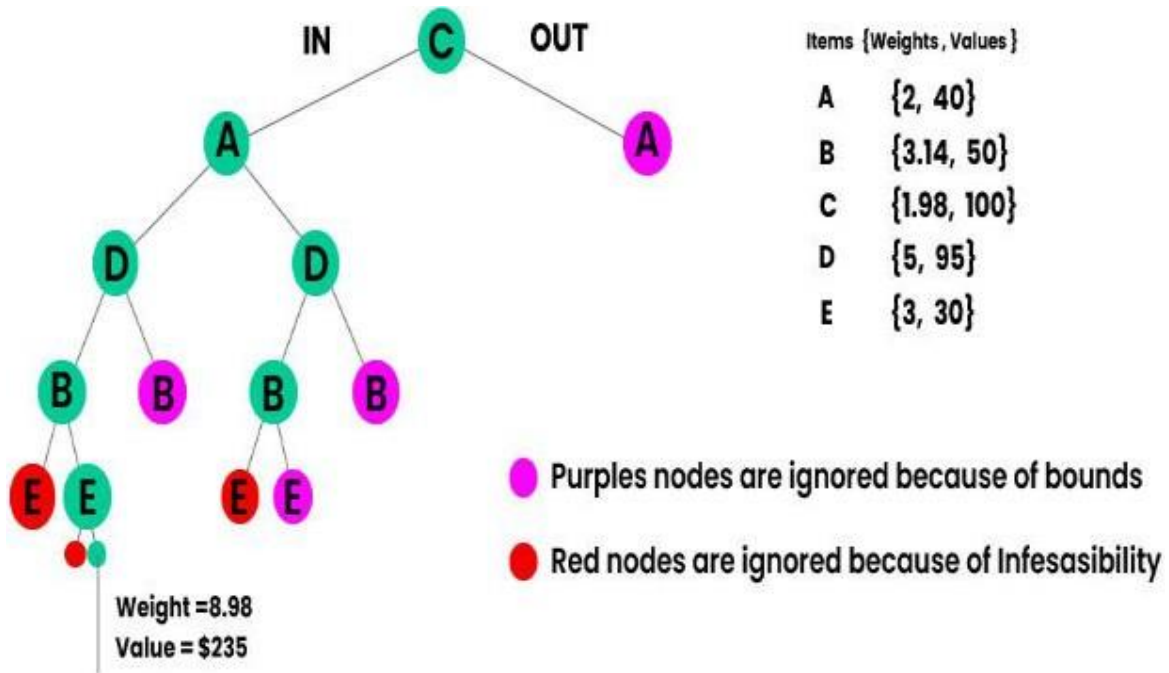 IN
OUT
C
A
A
D
D
B
B
B
B
E
E
E
E
Weight =8.98
Value = $235
Items {Weights, Values}
A {2, 40}
B {3.14, 50}
C {1.98, 100}
D {5, 95}
E {3, 30}
Purples nodes are ignored because of bounds
Red nodes are ignored because of Infesasibility